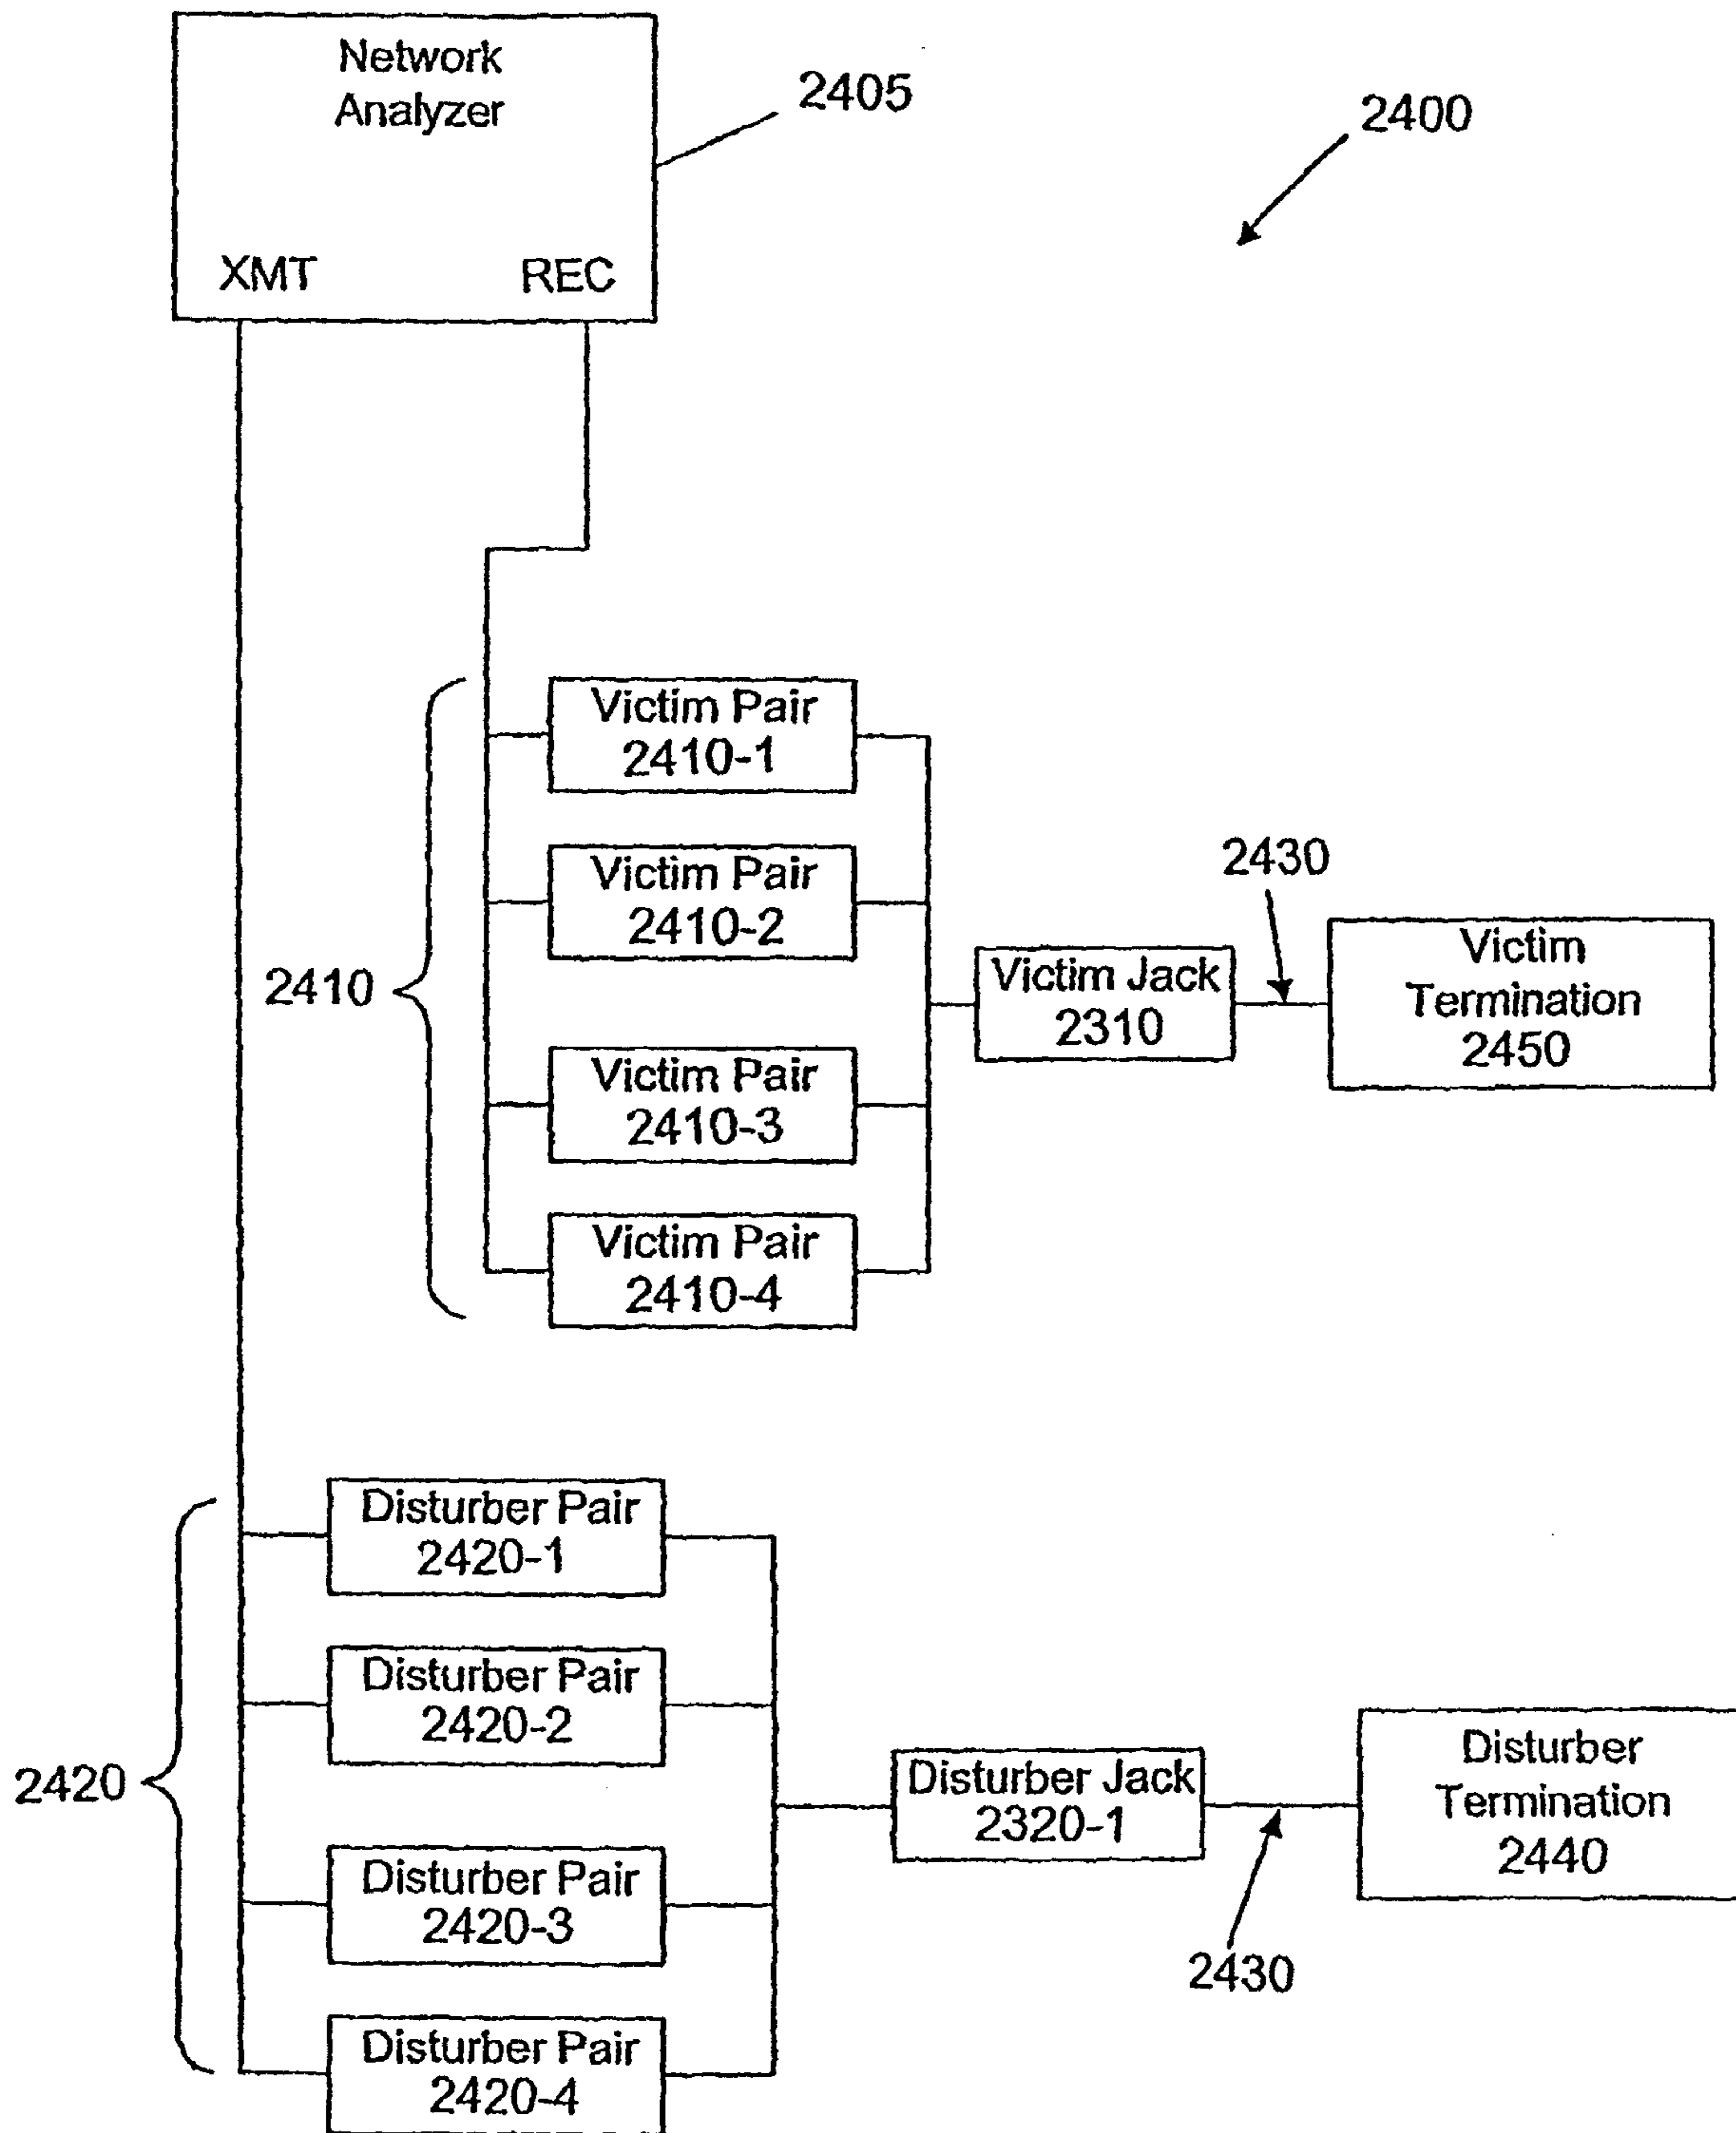 Network
Analyzer
2405
2400
XMT REC
Victim Pair
2410-1
Victim Pair
2410-2
2410
Victim Pair
2410-3
Victim Pair
2410-4
Victim Jack
2310
2430
Victim
Termination
2450
Disturber Pair
2420-1
Disturber Pair
2420-2
2420
Disturber Pair
2420-3
Disturber Pair
2420-4
Disturber Jack
2320-1
2430
Disturber
Termination
2440